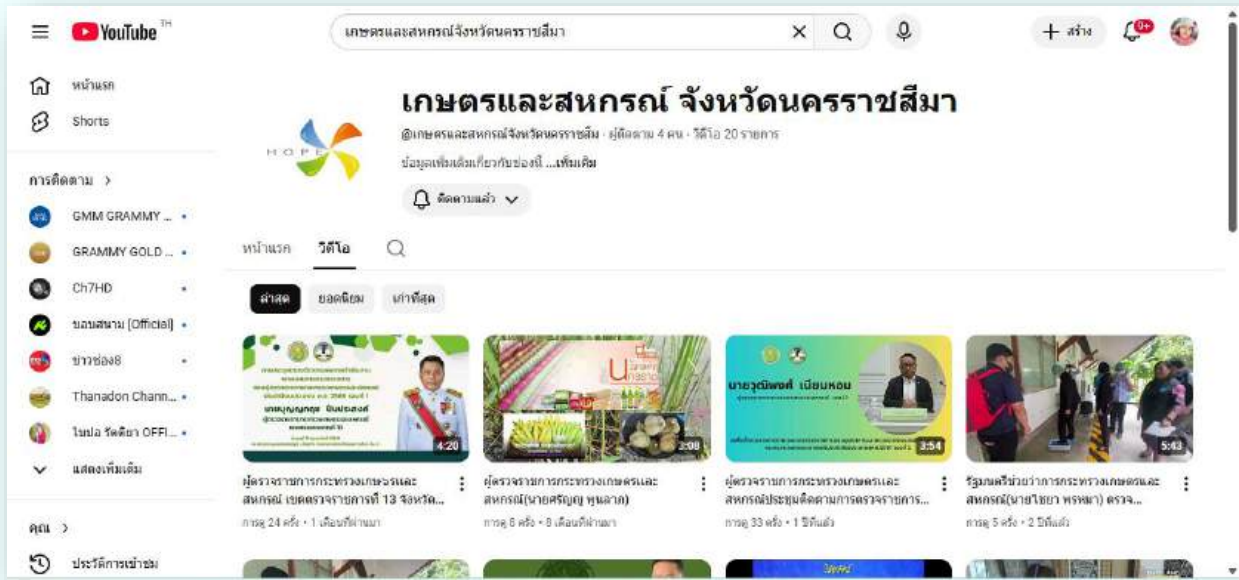 YouTube TH
เกษตรและสหกรณ์จังหวัดนครราชสีมา
สร้าง
9+
หน้าแรก
Shorts
การติดตาม
GMM GRAMMY ...
GRAMMY GOLD ...
Ch7HD
ขอบสนาม [Official]
ข่าวช่อง8
Thanadon Chann...
ใบปอ รัตติยา OFFI...
แสดงเพิ่มเติม
คุณ
ประวัติการเข้าชม
HOPE
เกษตรและสหกรณ์ จังหวัดนครราชสีมา
@เกษตรและสหกรณ์จังหวัดนครราชสีม · ผู้ติดตาม 4 คน · วิดีโอ 20 รายการ
ข้อมูลเพิ่มเติมเกี่ยวกับช่องนี้ ...เพิ่มเติม
ติดตามแล้ว
หน้าแรก วิดีโอ
ล่าสุด ยอดนิยม เก่าที่สุด
4:20
3:08
นายวุฒิพงศ์ เนียมหอม
3:54
5:43
ผู้ตรวจราชการกระทรวงเกษตรและ
สหกรณ์ เขตตรวจราชการที่ 13 จังหวัด...
การดู 24 ครั้ง • 1 เดือนที่ผ่านมา
ผู้ตรวจราชการกระทรวงเกษตรและ
สหกรณ์(นายศรัญญู พูนลาภ)
การดู 6 ครั้ง • 8 เดือนที่ผ่านมา
ผู้ตรวจราชการกระทรวงเกษตรและ
สหกรณ์ประชุมติดตามการตรวจราชการ...
การดู 33 ครั้ง • 1 ปีที่แล้ว
รัฐมนตรีช่วยว่าการกระทรวงเกษตรและ
สหกรณ์(นายไชยา พรหมา) ตรวจ...
การดู 5 ครั้ง • 2 ปีที่แล้ว